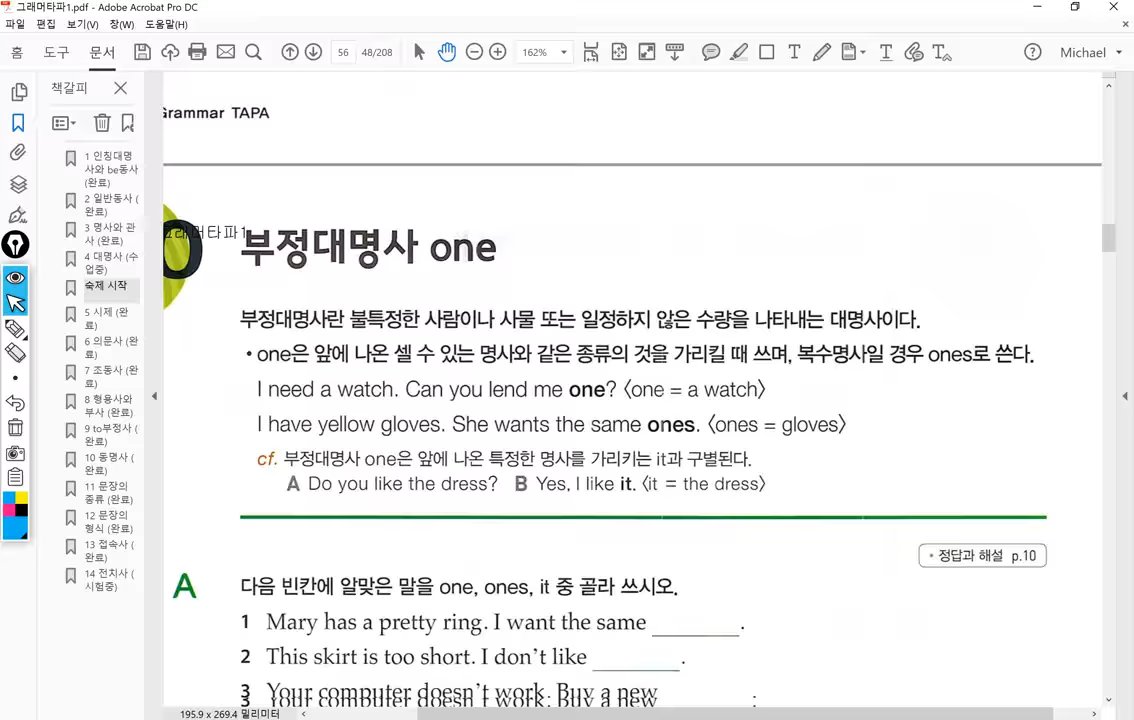 그래머타파1.pdf - Adobe Acrobat Pro DC
파일 편집 보기(V) 창(W) 도움말(H)
홈 도구 문서 56 48/208 162% Michael
책갈피
1 인칭대명
사와 be동사
(완료)
2 일반동사 (
완료)
3 명사와 관
사 (완료)
4 대명사 (수
업중)
숙제 시작
5 시제 (완
료)
6 의문사 (완
료)
7 조동사 (완
료)
8 형용사와
부사 (완료)
9 to부정사 (
완료)
10 동명사 (
완료)
11 문장의
종류 (완료)
12 문장의
형식 (완료)
13 접속사 (
완료)
14 전치사 (
시험중)
Grammar TAPA
그래머타파1
부정대명사 one
부정대명사란 불특정한 사람이나 사물 또는 일정하지 않은 수량을 나타내는 대명사이다.
• one은 앞에 나온 셀 수 있는 명사와 같은 종류의 것을 가리킬 때 쓰며, 복수명사일 경우 ones로 쓴다.
I need a watch. Can you lend me one? 〈one = a watch〉
I have yellow gloves. She wants the same ones. 〈ones = gloves〉
cf. 부정대명사 one은 앞에 나온 특정한 명사를 가리키는 it과 구별된다.
A Do you like the dress? B Yes, I like it. 〈it = the dress〉
• 정답과 해설 p.10
A 다음 빈칸에 알맞은 말을 one, ones, it 중 골라 쓰시오.
1 Mary has a pretty ring. I want the same ________.
2 This skirt is too short. I don't like ________.
3 Your computer doesn't work. Buy a new
195.9 x 269.4 밀리미터